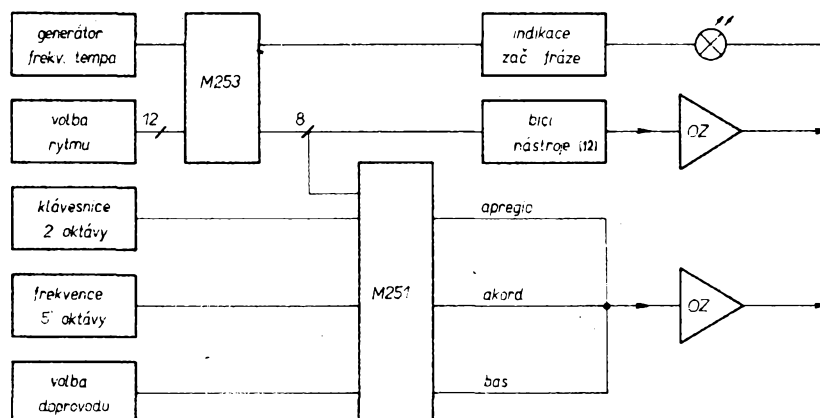 generátor
frekv. tempa
M253
indikace
zač fráze
volba
rytmu
12
8
bicí
nástroje (12)
OZ
klávesnice
2 oktávy
apregio
frekvence
5 oktávy
M251
akord
OZ
volba
doprovodu
bas